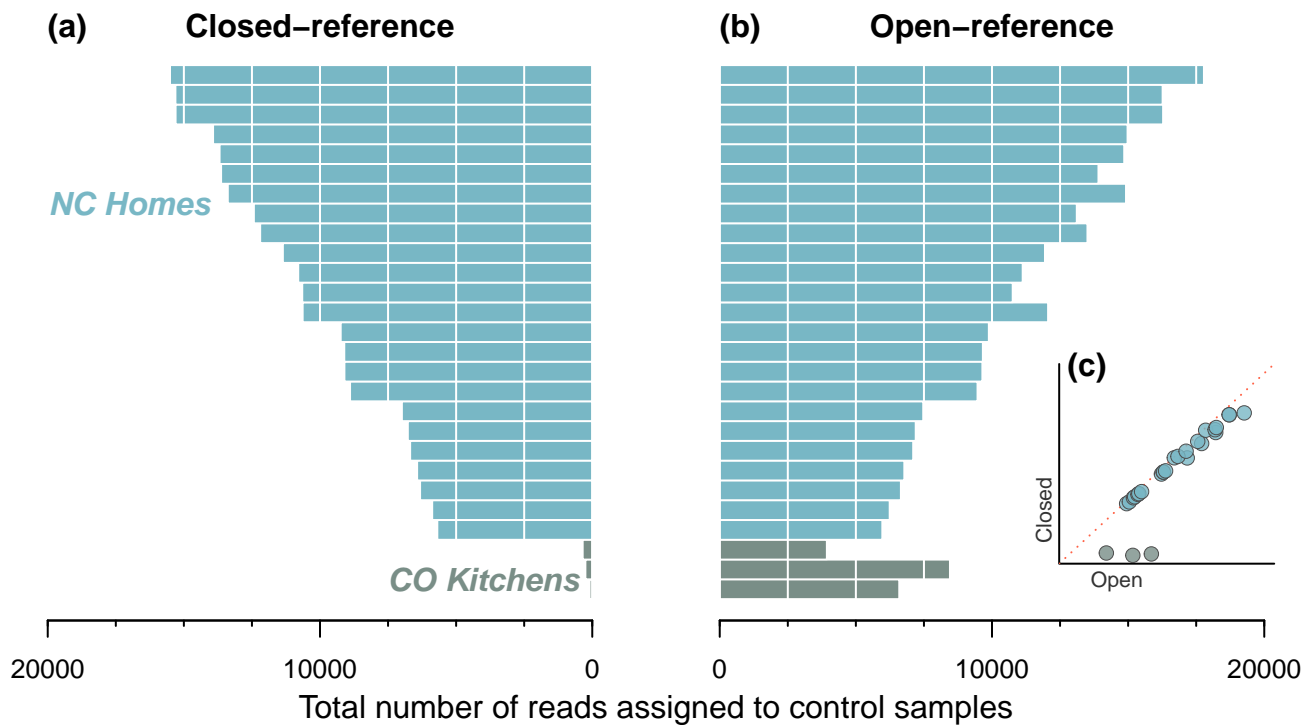 (a) Closed−reference
(b) Open−reference
NC Homes
CO Kitchens
(c)
Closed
Open
20000 10000 0
0 10000 20000
Total number of reads assigned to control samples